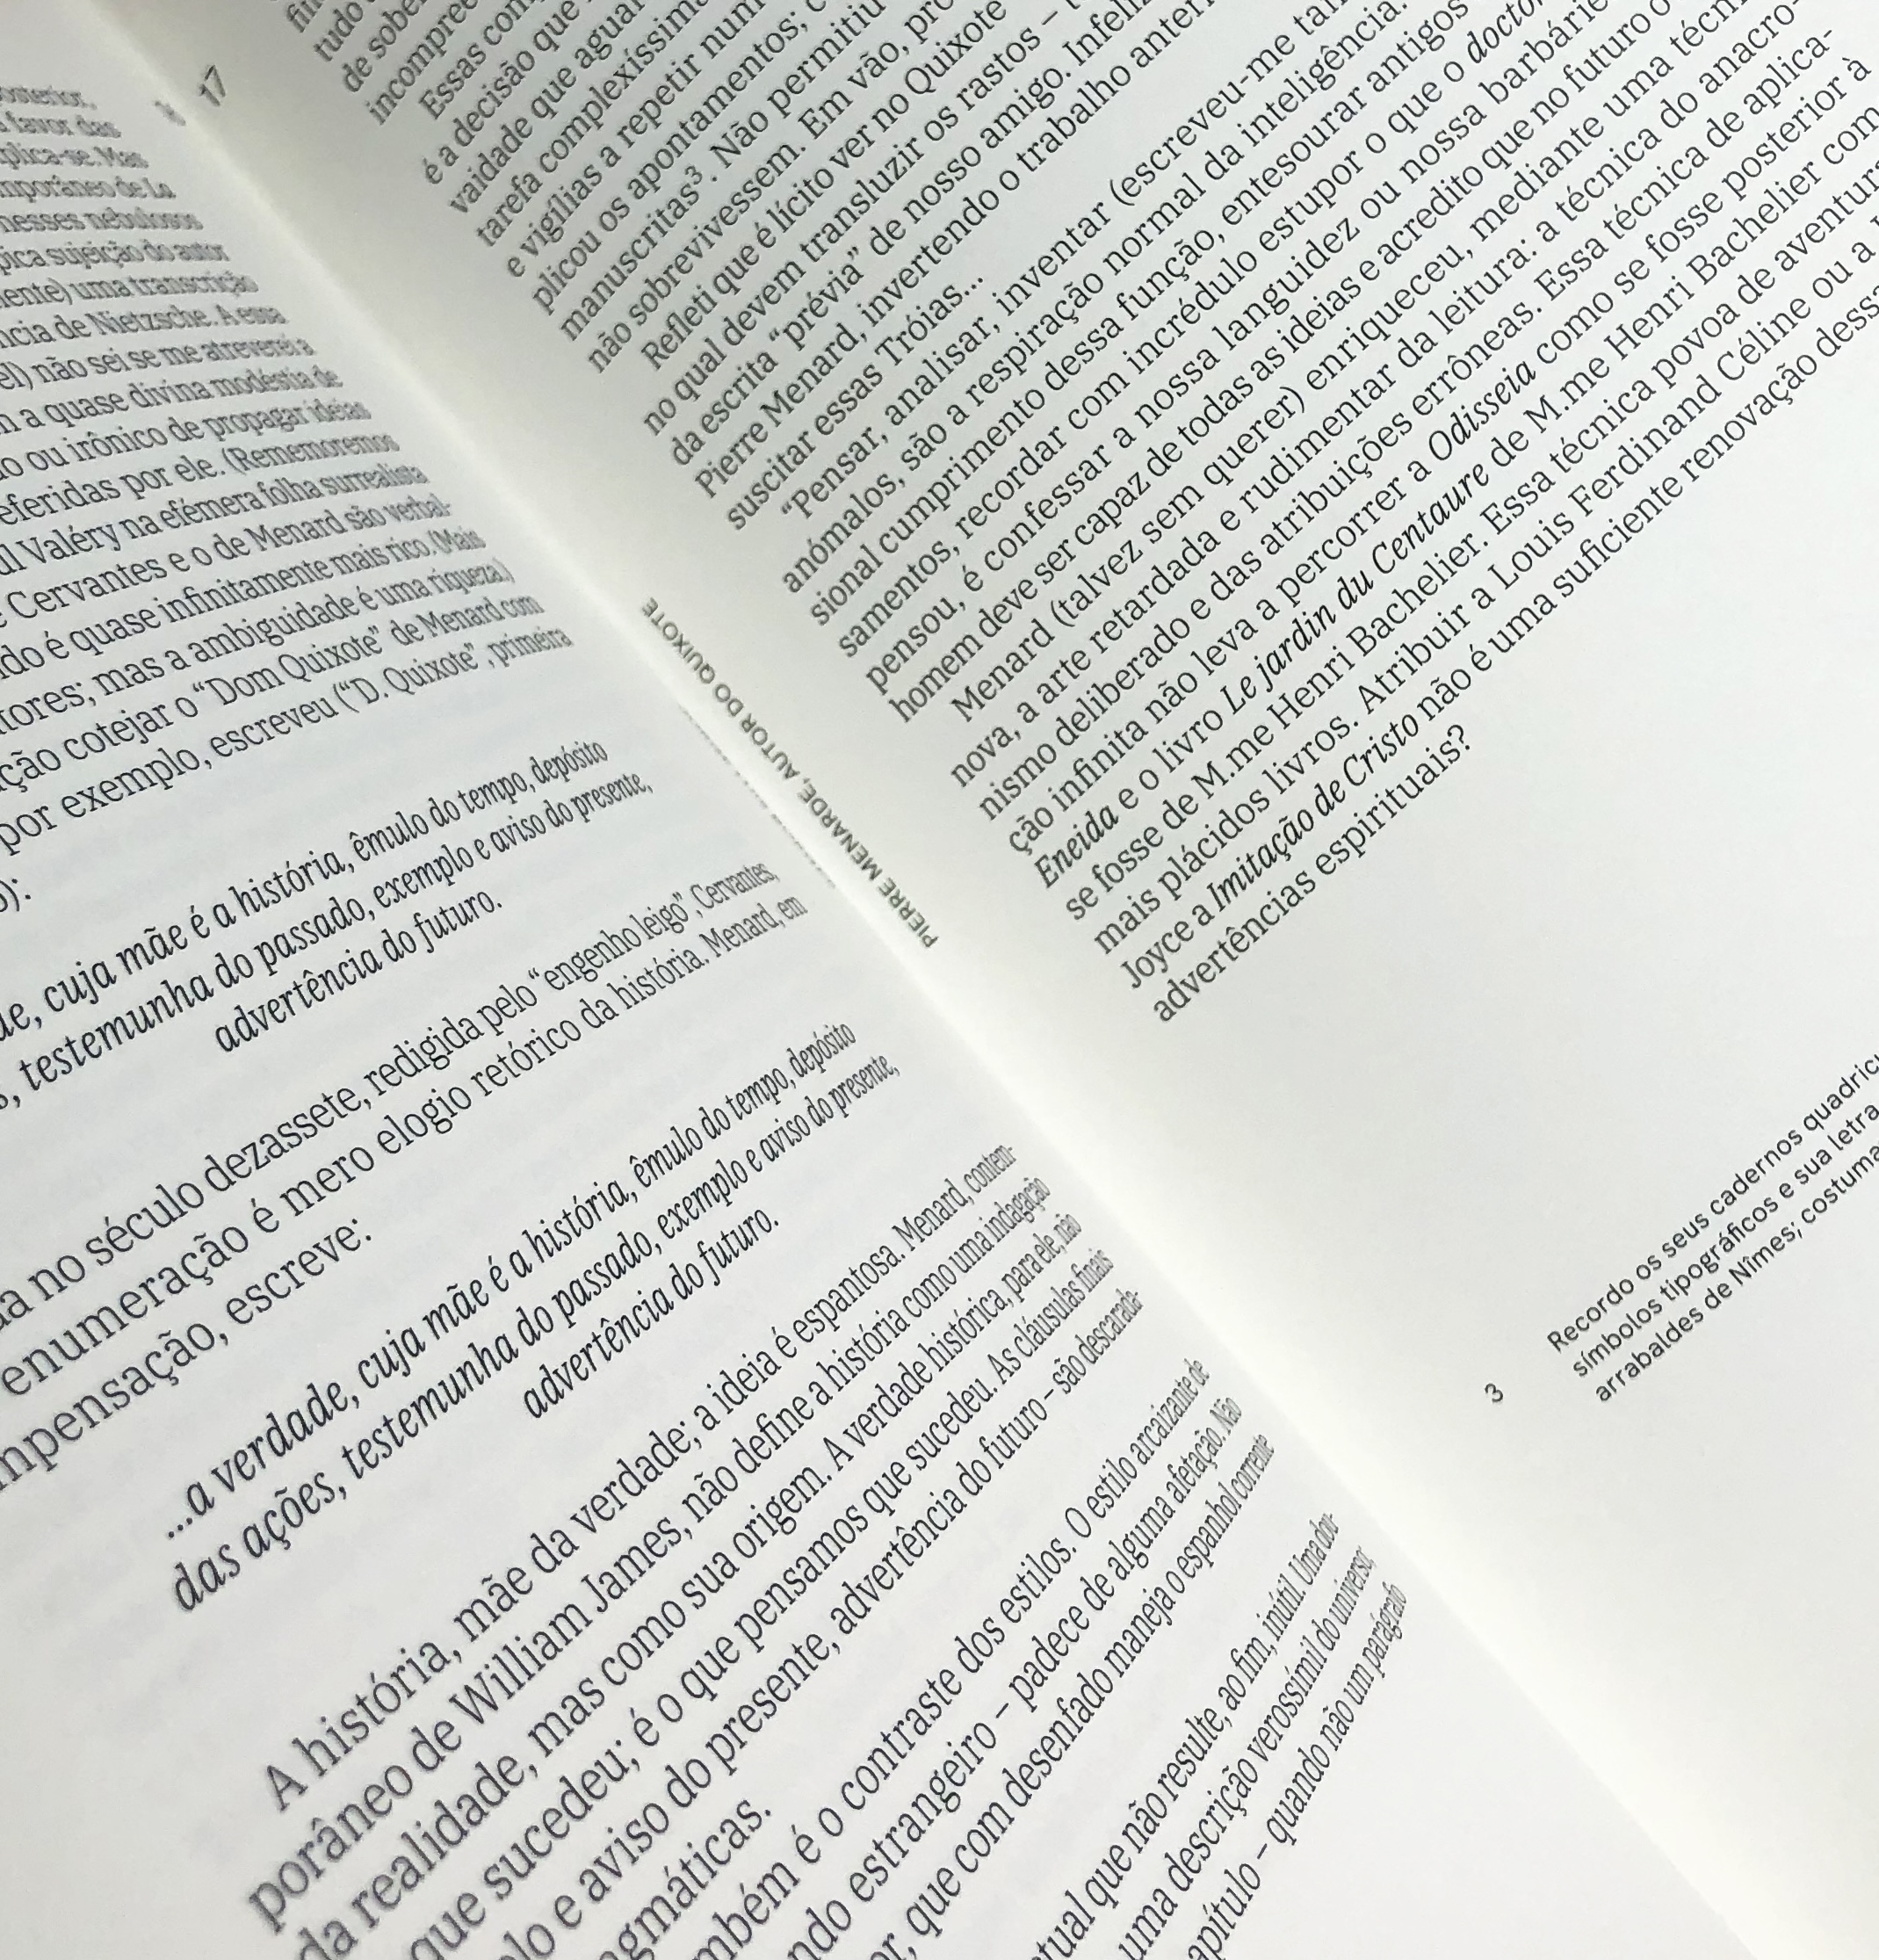 posterior,
a favor das
plica-se. Mas
mporâneo de La
nesses nebulosos
pica sujeição do autor
mente) uma transcrição
ncia de Nietzsche. A essa
el) não sei se me atreverei a
m a quase divina modéstia de
do ou irônico de propagar ideias
eferidas por ele. (Rememoremos
ul Valéry na efémera folha surrealista
e Cervantes e o de Menard são verbal-
do é quase infinitamente mais rico. (Mais
tores; mas a ambiguidade é uma riqueza.)
ção cotejar o “Dom Quixote” de Menard com
por exemplo, escreveu (“D. Quixote”, primeira
):
de, cuja mãe é a história, êmulo do tempo, depósito
s, testemunha do passado, exemplo e aviso do presente,
advertência do futuro.
da no século dezassete, redigida pelo “engenho leigo”, Cervantes,
enumeração é mero elogio retórico da história. Menard, em
mpensação, escreve:
...a verdade, cuja mãe é a história, êmulo do tempo, depósito
das ações, testemunha do passado, exemplo e aviso do presente,
advertência do futuro.
A história, mãe da verdade; a ideia é espantosa. Menard, contem-
porâneo de William James, não define a história como uma indagação
da realidade, mas como sua origem. A verdade histórica, para ele, não
que sucedeu; é o que pensamos que sucedeu. As cláusulas finais
plo e aviso do presente, advertência do futuro – são descarada-
agmáticas.
mbém é o contraste dos estilos. O estilo arcaizante de
ndo estrangeiro – padece de alguma afetação. Não
r, que com desenfado maneja o espanhol corrente
tual que não resulte, ao fim, inútil. Uma dou-
uma descrição verossímil do universo;
apítulo – quando não um parágrafo
17
PIERRE MENARDE, AUTOR DO QUIXOTE
tudo
de sober
incompree
Essas com
é a decisão que
vaidade que aguar
tarefa complexíssima
e vigílias a repetir num
plicou os apontamentos; c
manuscritas³. Não permitiu
não sobrevivessem. Em vão, pro
Refleti que é lícito ver no Quixote
no qual devem transluzir os rastos – t
da escrita “prévia” de nosso amigo. Infeliz
Pierre Menard, invertendo o trabalho anteri
suscitar essas Tróias...
“Pensar, analisar, inventar (escreveu-me tam
anómalos, são a respiração normal da inteligência.
sional cumprimento dessa função, entesourar antigos
samentos, recordar com incrédulo estupor o que o doctor
pensou, é confessar a nossa languidez ou nossa barbárie
homem deve ser capaz de todas as ideias e acredito que no futuro o
Menard (talvez sem querer) enriqueceu, mediante uma técni
nova, a arte retardada e rudimentar da leitura: a técnica do anacro-
nismo deliberado e das atribuições errôneas. Essa técnica de aplica-
ção infinita não leva a percorrer a Odisseia como se fosse posterior à
Eneida e o livro Le jardin du Centaure de M.me Henri Bachelier com
se fosse de M.me Henri Bachelier. Essa técnica povoa de aventura
mais plácidos livros. Atribuir a Louis Ferdinand Céline ou a J
Joyce a Imitação de Cristo não é uma suficiente renovação dessa
advertências espirituais?
3
Recordo os seus cadernos quadric
símbolos tipográficos e sua letra
arrabaldes de Nîmes; costuma